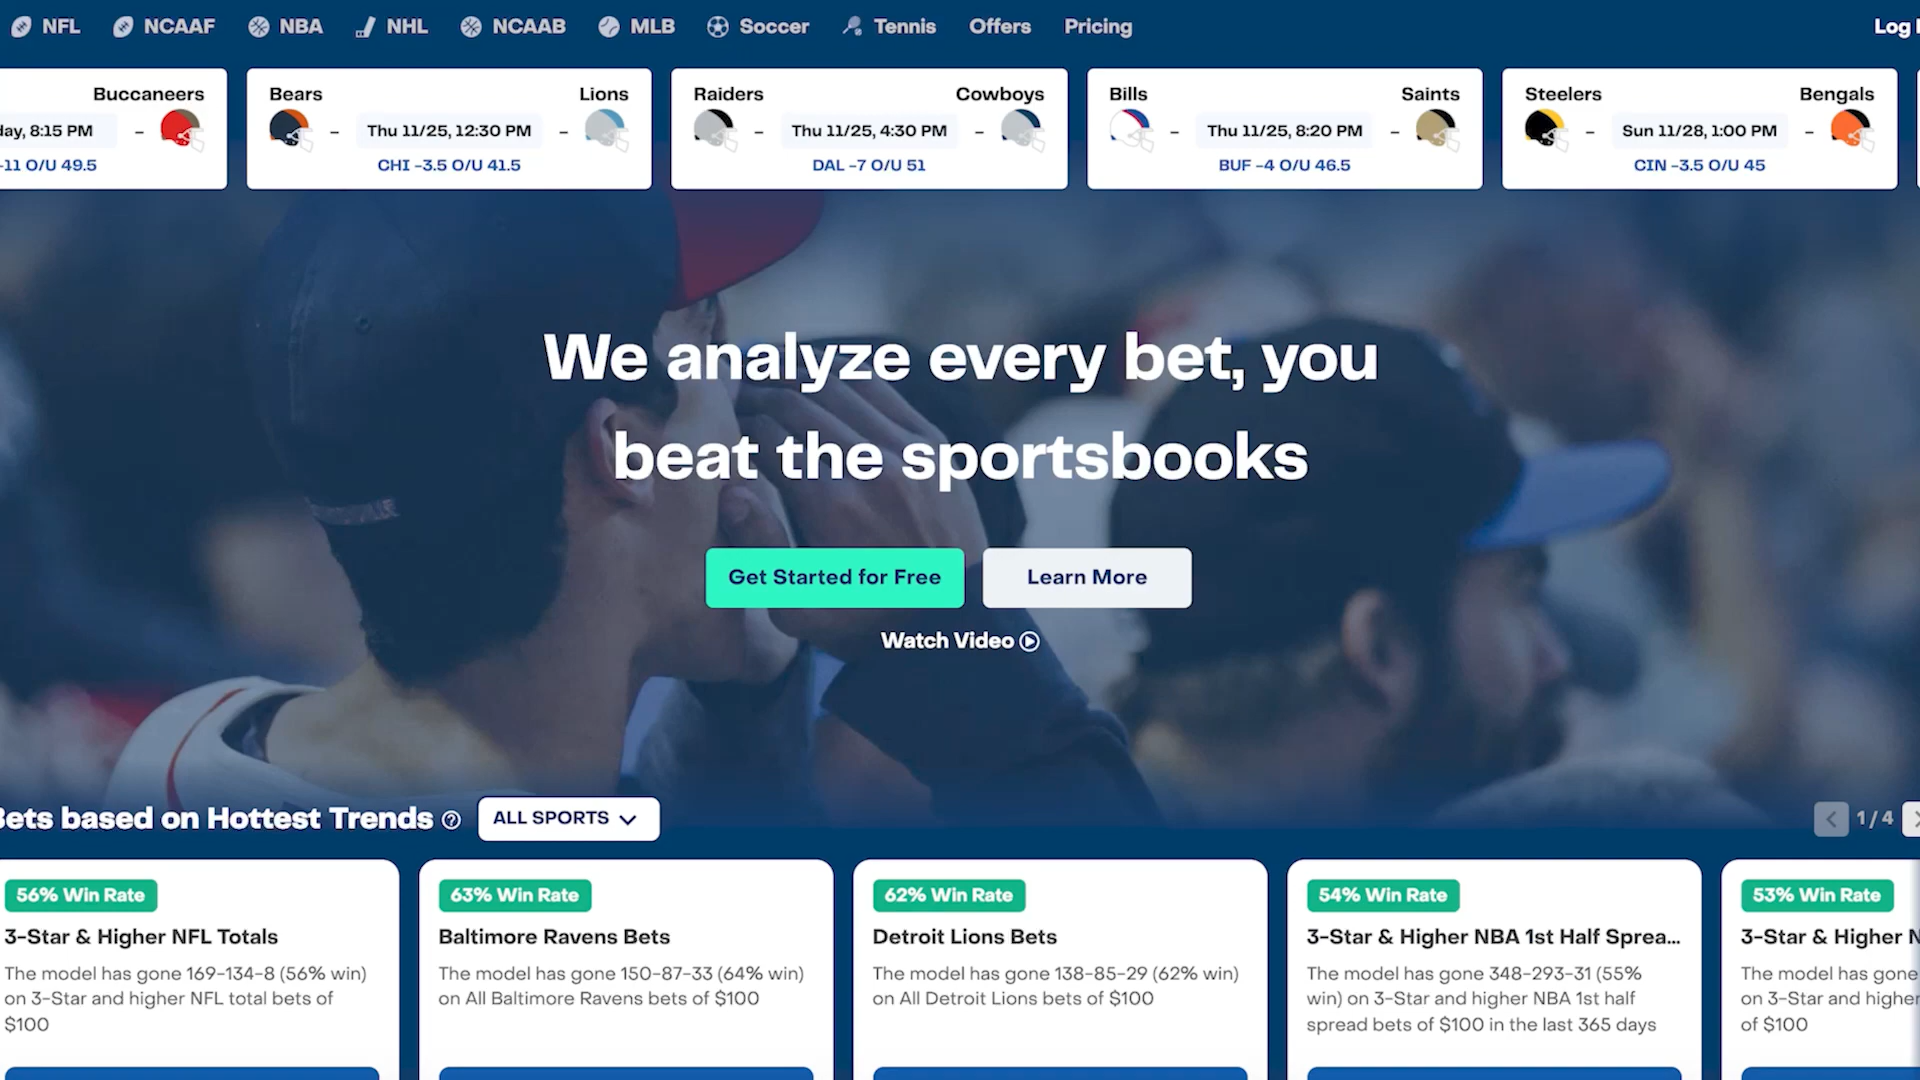 NFL NCAAF NBA NHL NCAAB MLB Soccer Tennis Offers Pricing Log
Buccaneers
8:15 PM
-11 O/U 49.5
Bears Lions
Thu 11/25, 12:30 PM
CHI -3.5 O/U 41.5
Raiders Cowboys
Thu 11/25, 4:30 PM
DAL -7 O/U 51
Bills Saints
Thu 11/25, 8:20 PM
BUF -4 O/U 46.5
Steelers Bengals
Sun 11/28, 1:00 PM
CIN -3.5 O/U 45
We analyze every bet, you
beat the sportsbooks
Get Started for Free Learn More
Watch Video
Bets based on Hottest Trends ALL SPORTS 1 / 4
56% Win Rate
3-Star & Higher NFL Totals
The model has gone 169-134-8 (56% win)
on 3-Star and higher NFL total bets of
$100
63% Win Rate
Baltimore Ravens Bets
The model has gone 150-87-33 (64% win)
on All Baltimore Ravens bets of $100
62% Win Rate
Detroit Lions Bets
The model has gone 138-85-29 (62% win)
on All Detroit Lions bets of $100
54% Win Rate
3-Star & Higher NBA 1st Half Sprea...
The model has gone 348-293-31 (55%
win) on 3-Star and higher NBA 1st half
spread bets of $100 in the last 365 days
53% Win Rate
3-Star & Higher
The model has gone
on 3-Star and higher
of $100